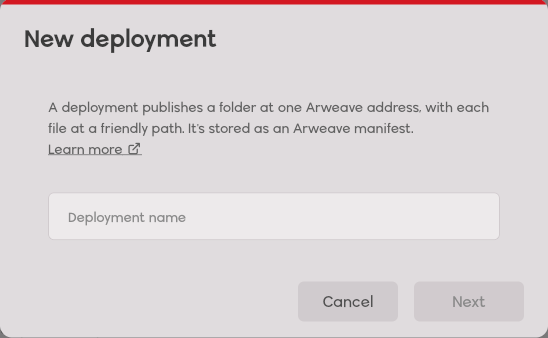 New deployment
A deployment publishes a folder at one Arweave address, with each
file at a friendly path. It's stored as an Arweave manifest.
Learn more
Deployment name
Cancel
Next